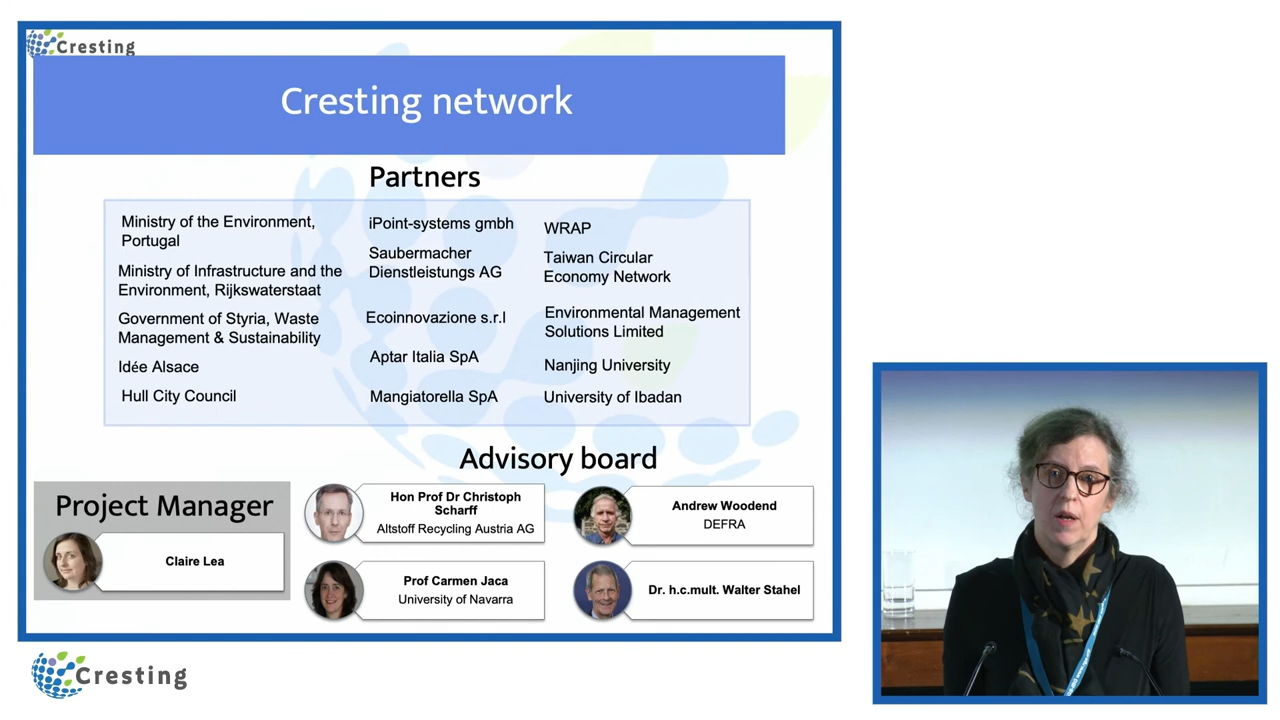 Cresting
Cresting network
Partners
Ministry of the Environment,
Portugal
Ministry of Infrastructure and the
Environment, Rijkswaterstaat
Government of Styria, Waste
Management & Sustainability
Idée Alsace
Hull City Council
iPoint-systems gmbh
Saubermacher
Dienstleistungs AG
Ecoinnovazione s.r.l
Aptar Italia SpA
Mangiatorella SpA
WRAP
Taiwan Circular
Economy Network
Environmental Management
Solutions Limited
Nanjing University
University of Ibadan
Advisory board
Project Manager
Claire Lea
Hon Prof Dr Christoph
Scharff
Altstoff Recycling Austria AG
Andrew Woodend
DEFRA
Prof Carmen Jaca
University of Navarra
Dr. h.c.mult. Walter Stahel
Cresting